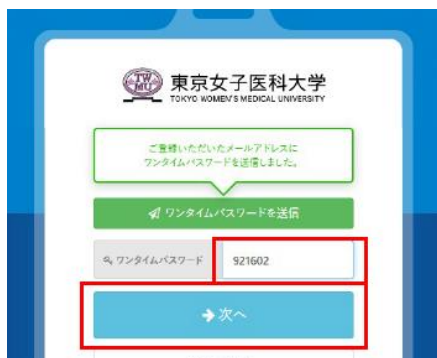 TWMU
東京女子医科大学
TOKYO WOMEN'S MEDICAL UNIVERSITY
ご登録いただいたメールアドレスに
ワンタイムパスワードを送信しました。
ワンタイムパスワードを送信
ワンタイムパスワード 921602
次へ